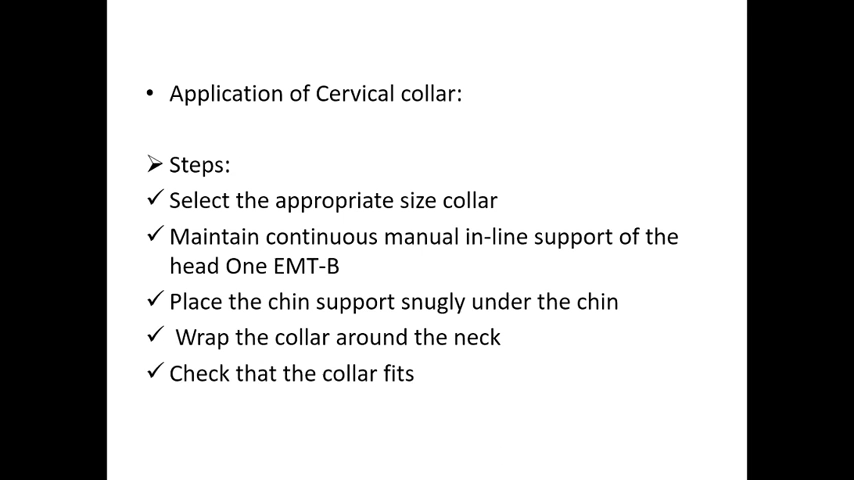 • Application of Cervical collar:
➢ Steps:
✓ Select the appropriate size collar
✓ Maintain continuous manual in-line support of the
head One EMT-B
✓ Place the chin support snugly under the chin
✓ Wrap the collar around the neck
✓ Check that the collar fits